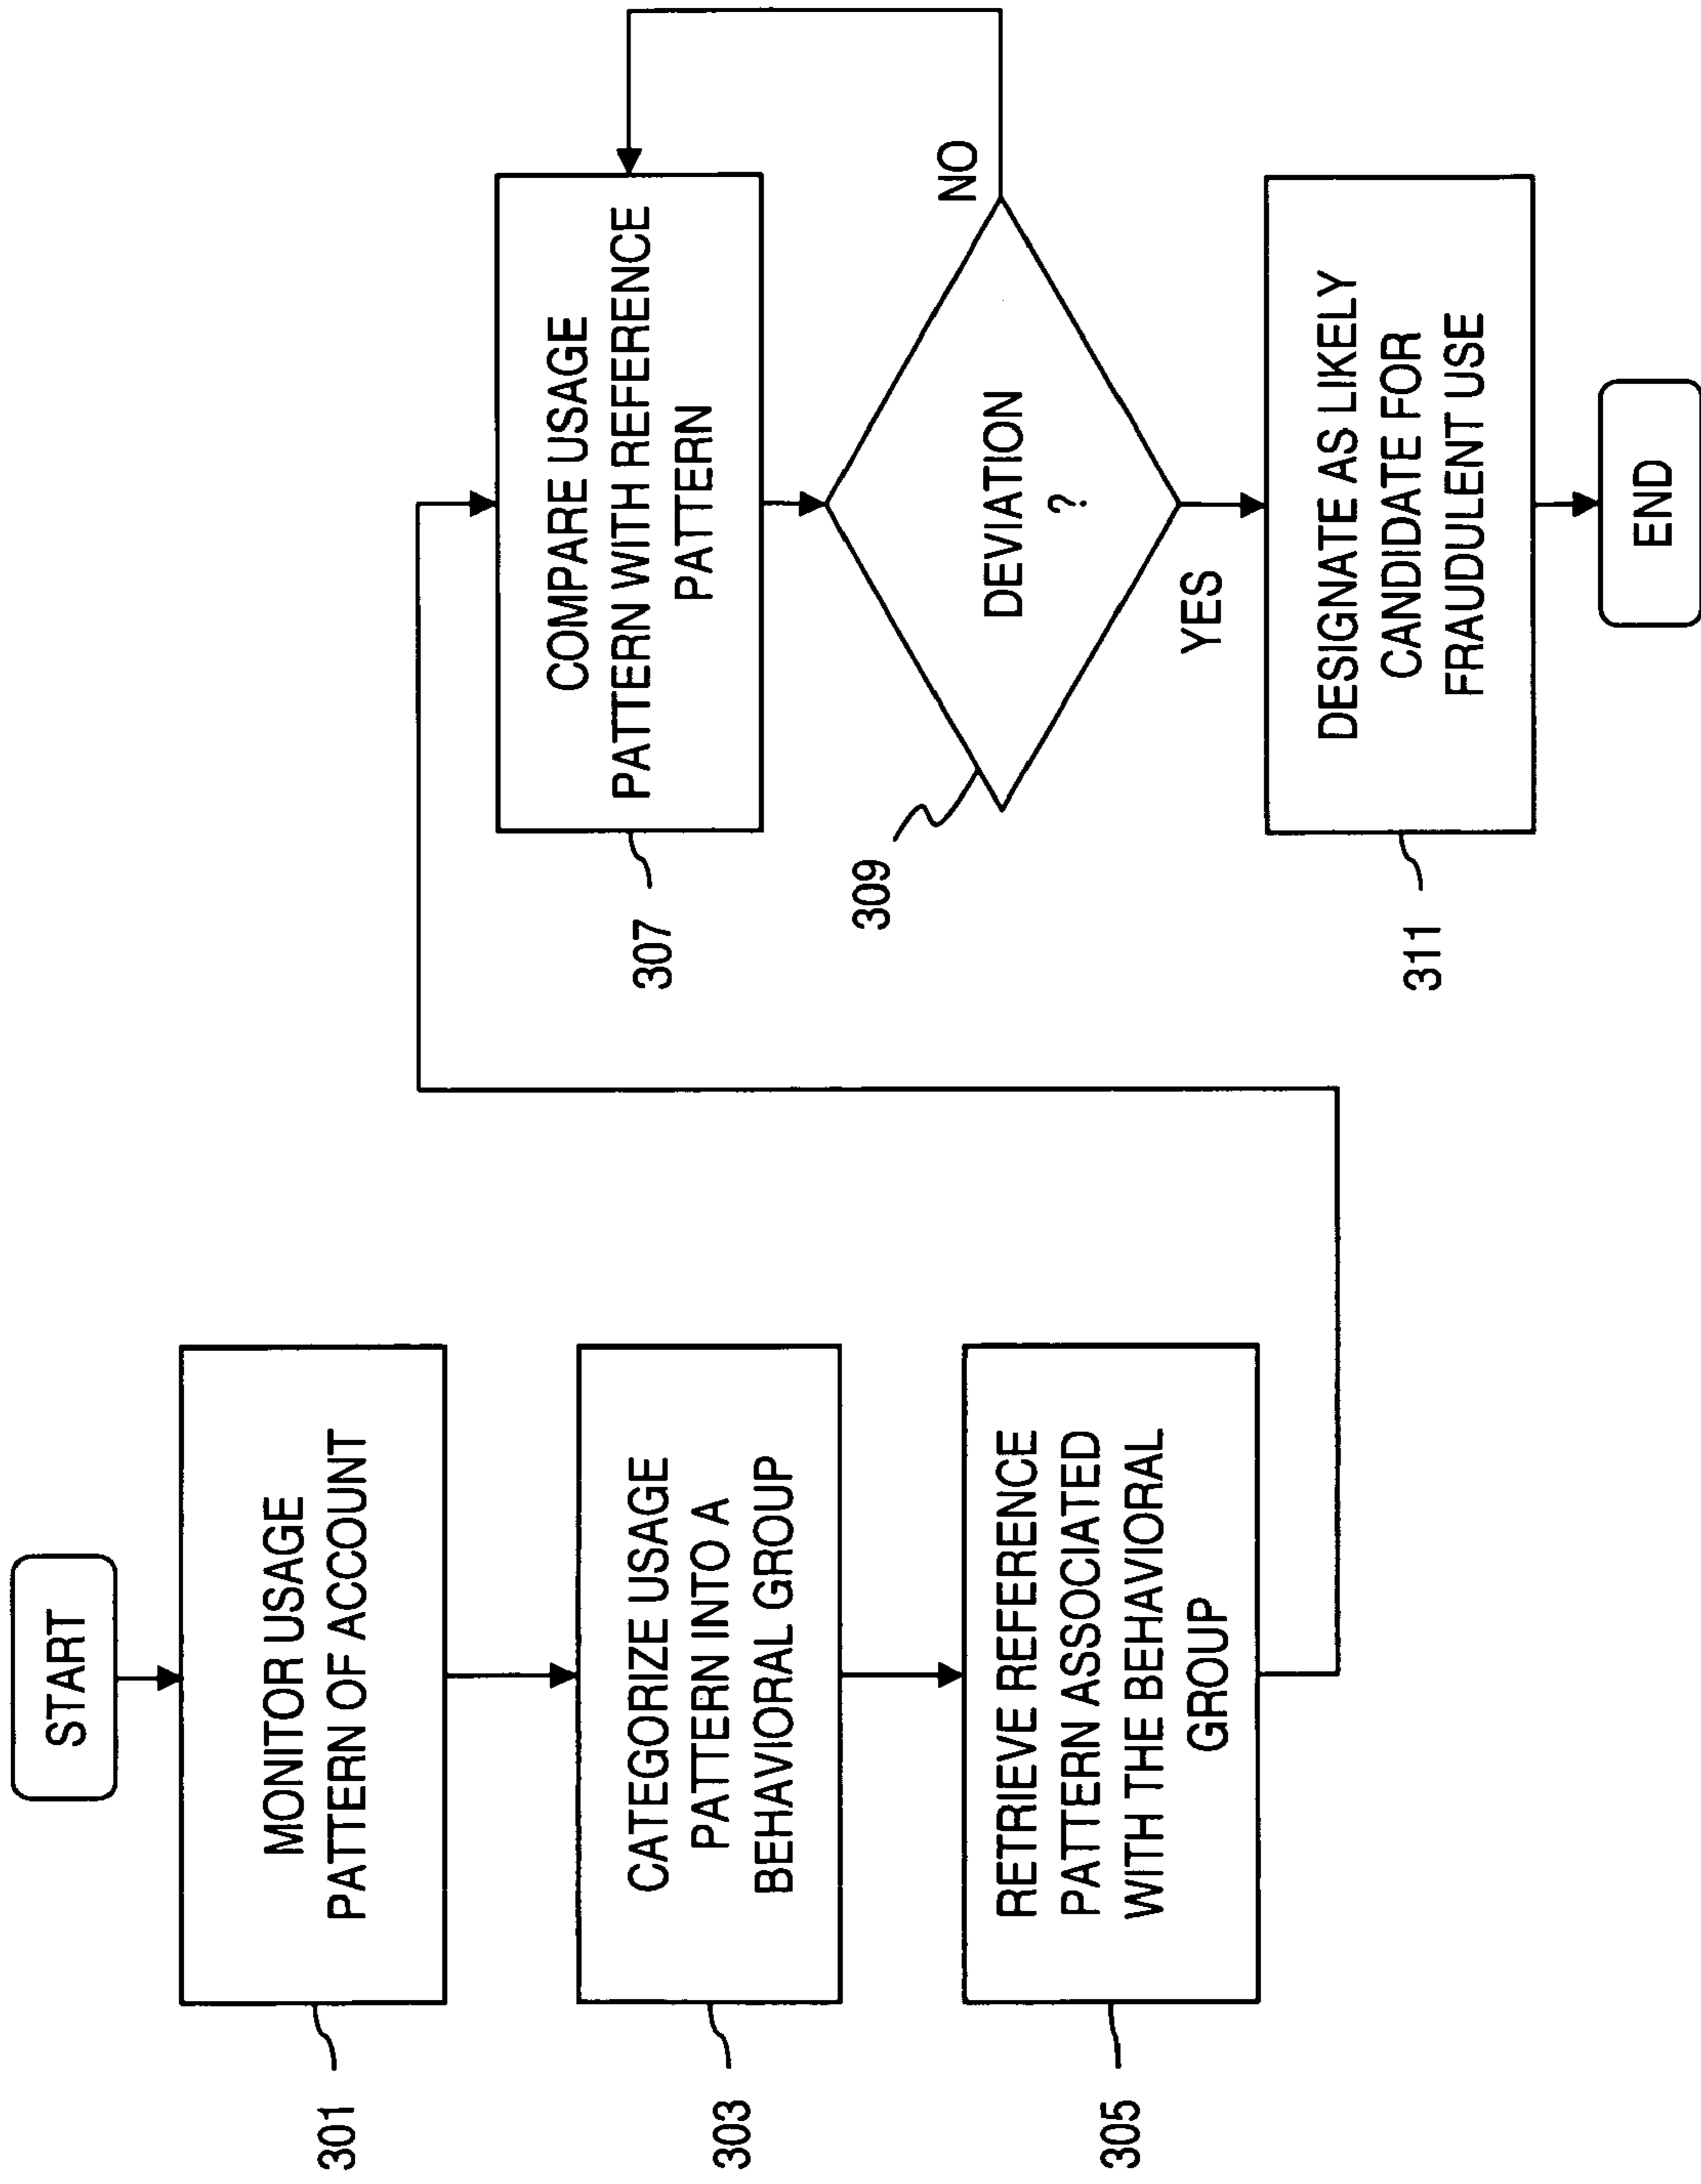 START
MONITOR USAGE
PATTERN OF ACCOUNT
301
CATEGORIZE USAGE
PATTERN INTO A
BEHAVIORAL GROUP
303
RETRIEVE REFERENCE
PATTERN ASSOCIATED
WITH THE BEHAVIORAL
GROUP
305
COMPARE USAGE
PATTERN WITH REFERENCE
PATTERN
307
DEVIATION
?
309
NO
YES
DESIGNATE AS LIKELY
CANDIDATE FOR
FRAUDULENT USE
311
END